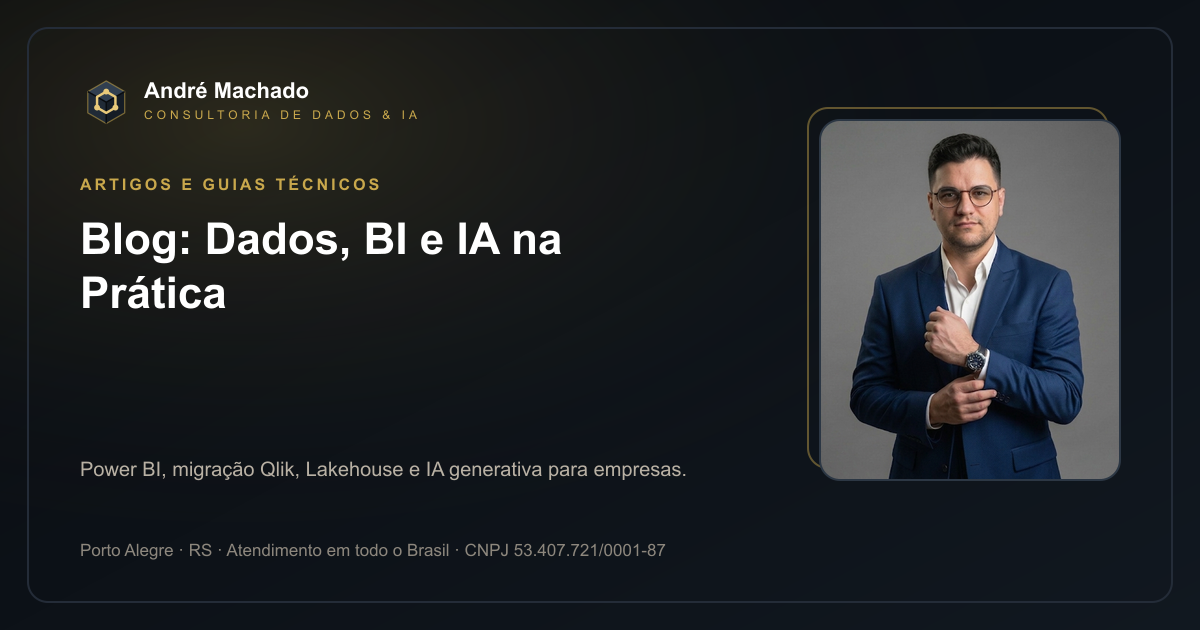 André Machado
CONSULTORIA DE DADOS & IA
ARTIGOS E GUIAS TÉCNICOS
Blog: Dados, BI e IA na
Prática
Power BI, migração Qlik, Lakehouse e IA generativa para empresas.
Porto Alegre · RS · Atendimento em todo o Brasil · CNPJ 53.407.721/0001-87